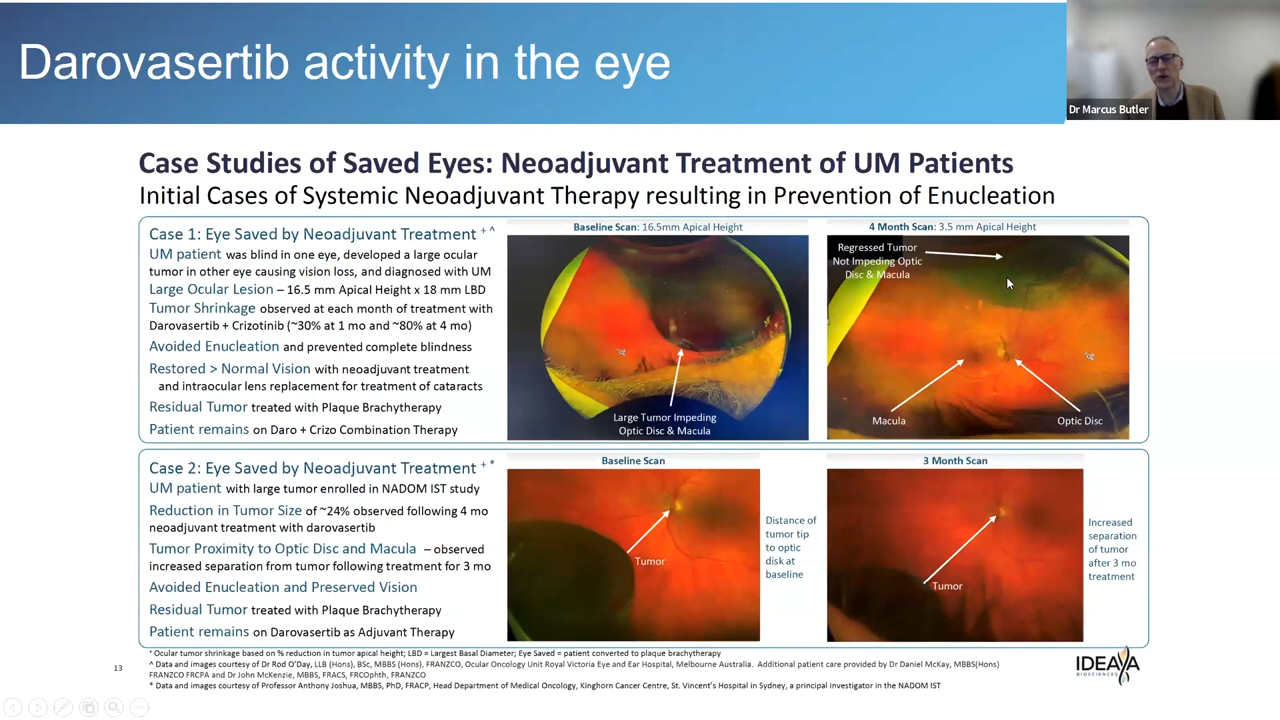 Darovasertib activity in the eye
Dr Marcus Butler
Case Studies of Saved Eyes: Neoadjuvant Treatment of UM Patients
Initial Cases of Systemic Neoadjuvant Therapy resulting in Prevention of Enucleation
Case 1: Eye Saved by Neoadjuvant Treatment + ^
UM patient was blind in one eye, developed a large ocular
tumor in other eye causing vision loss, and diagnosed with UM
Large Ocular Lesion – 16.5 mm Apical Height x 18 mm LBD
Tumor Shrinkage observed at each month of treatment with
Darovasertib + Crizotinib (~30% at 1 mo and ~80% at 4 mo)
Avoided Enucleation and prevented complete blindness
Restored > Normal Vision with neoadjuvant treatment
and intraocular lens replacement for treatment of cataracts
Residual Tumor treated with Plaque Brachytherapy
Patient remains on Daro + Crizo Combination Therapy
Baseline Scan: 16.5mm Apical Height
Large Tumor Impeding
Optic Disc & Macula
4 Month Scan: 3.5 mm Apical Height
Regressed Tumor
Not Impeding Optic
Disc & Macula
Macula
Optic Disc
Case 2: Eye Saved by Neoadjuvant Treatment + *
UM patient with large tumor enrolled in NADOM IST study
Reduction in Tumor Size of ~24% observed following 4 mo
neoadjuvant treatment with darovasertib
Tumor Proximity to Optic Disc and Macula – observed
increased separation from tumor following treatment for 3 mo
Avoided Enucleation and Preserved Vision
Residual Tumor treated with Plaque Brachytherapy
Patient remains on Darovasertib as Adjuvant Therapy
Baseline Scan
Tumor
Distance of
tumor tip
to optic
disk at
baseline
3 Month Scan
Tumor
Increased
separation
of tumor
after 3 mo
treatment
+ Ocular tumor shrinkage based on % reduction in tumor apical height; LBD = Largest Basal Diameter; Eye Saved = patient converted to plaque brachytherapy
^ Data and images courtesy of Dr Rod O'Day, LLB (Hons), BSc, MBBS (Hons), FRANZCO, Ocular Oncology Unit Royal Victoria Eye and Ear Hospital, Melbourne Australia. Additional patient care provided by Dr Daniel McKay, MBBS(Hons)
FRANZCO FRCPA and Dr John McKenzie, MBBS, FRACS, FRCOphth, FRANZCO
* Data and images courtesy of Professor Anthony Joshua, MBBS, PhD, FRACP, Head Department of Medical Oncology, Kinghorn Cancer Centre, St. Vincent's Hospital in Sydney, a principal investigator in the NADOM IST
13
IDEAYA
BIOSCIENCES